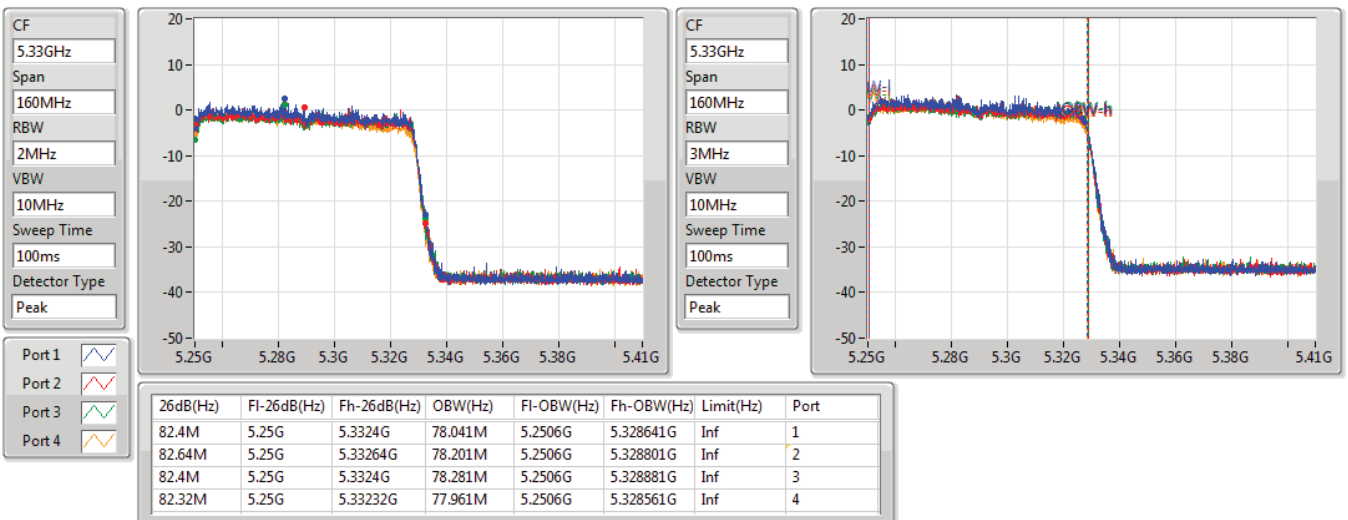 CF
5.33GHz
Span
160MHz
RBW
2MHz
VBW
10MHz
Sweep Time
100ms
Detector Type
Peak
20
10
0
-10
-20
-30
-40
-50
5.25G 5.28G 5.3G 5.32G 5.34G 5.36G 5.38G 5.41G
CF
5.33GHz
Span
160MHz
RBW
3MHz
VBW
10MHz
Sweep Time
100ms
Detector Type
Peak
20
10
0
-10
-20
-30
-40
-50
5.25G 5.28G 5.3G 5.32G 5.34G 5.36G 5.38G 5.41G
Port 1
Port 2
Port 3
Port 4
26dB(Hz) Fl-26dB(Hz) Fh-26dB(Hz) OBW(Hz) Fl-OBW(Hz) Fh-OBW(Hz) Limit(Hz) Port
82.4M 5.25G 5.3324G 78.041M 5.2506G 5.328641G Inf 1
82.64M 5.25G 5.33264G 78.201M 5.2506G 5.328801G Inf 2
82.4M 5.25G 5.3324G 78.281M 5.2506G 5.328881G Inf 3
82.32M 5.25G 5.33232G 77.961M 5.2506G 5.328561G Inf 4